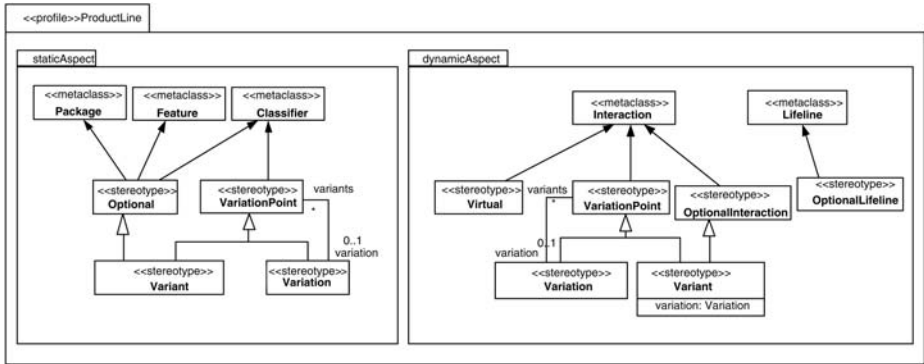 <<profile>>ProductLine
staticAspect
<<metaclass>>
Package
<<metaclass>>
Feature
<<metaclass>>
Classifier
<<stereotype>>
Optional
<<stereotype>>
VariationPoint
variants
*
0..1
variation
<<stereotype>>
Variant
<<stereotype>>
Variation
dynamicAspect
<<metaclass>>
Interaction
<<metaclass>>
Lifeline
<<stereotype>>
Virtual
variants
*
<<stereotype>>
VariationPoint
<<stereotype>>
OptionalInteraction
<<stereotype>>
OptionalLifeline
variation
0..1
<<stereotype>>
Variation
<<stereotype>>
Variant
variation: Variation